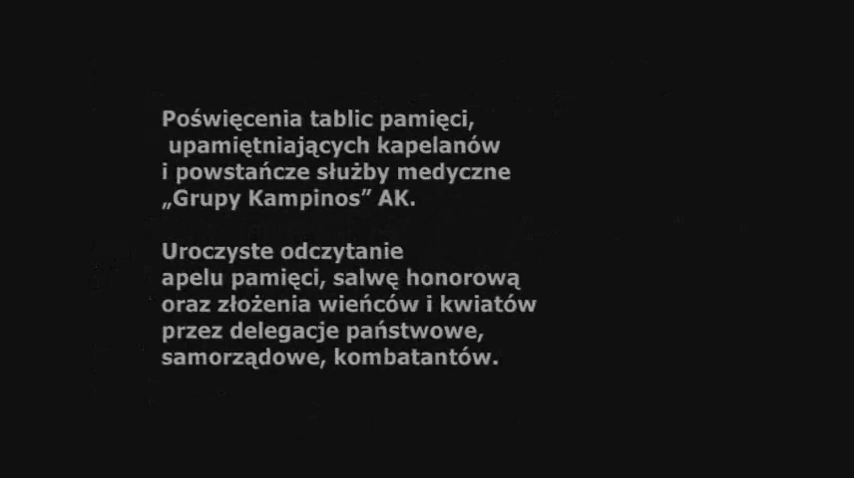 Poświęcenia tablic pamięci,
upamiętniających kapelanów
i powstańcze służby medyczne
„Grupy Kampinos” AK.
Uroczyste odczytanie
apelu pamięci, salwę honorową
oraz złożenia wieńców i kwiatów
przez delegacje państwowe,
samorządowe, kombatantów.